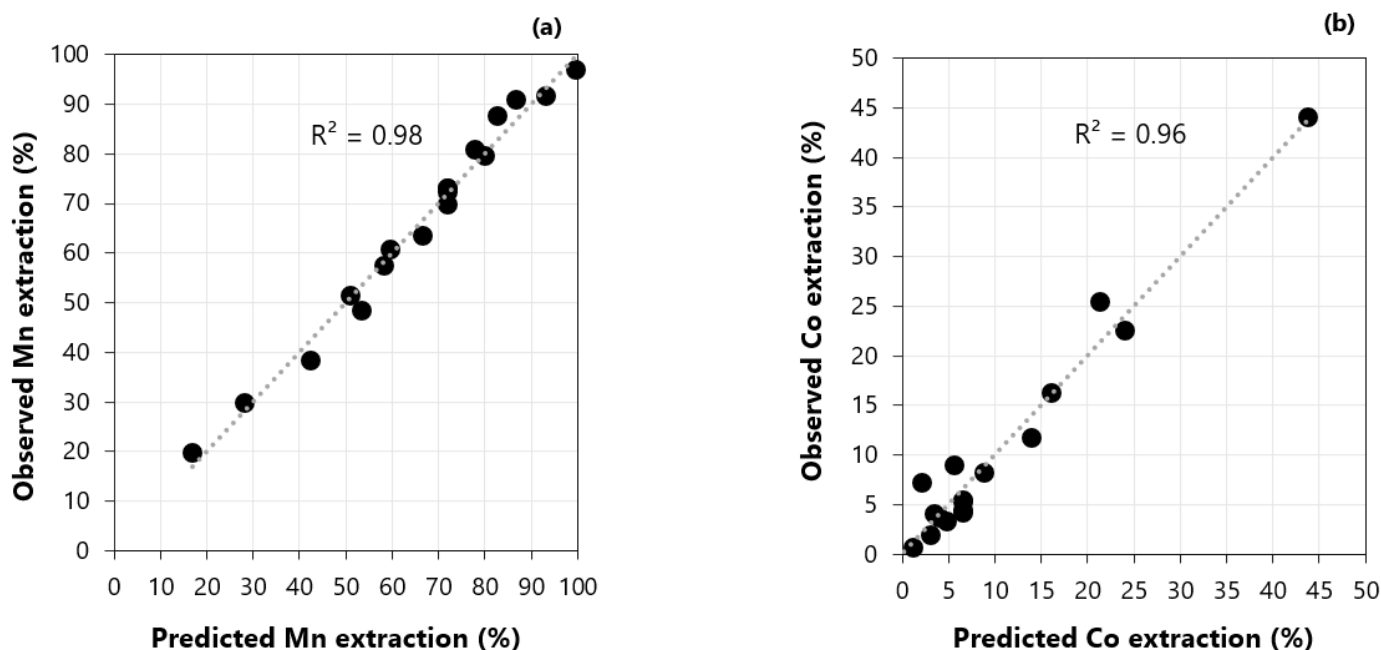 (a)
100
90
80
70
60
50
40
30
20
10
0
R² = 0.98
Observed Mn extraction (%)
0 10 20 30 40 50 60 70 80 90 100
Predicted Mn extraction (%)
(b)
50
45
40
35
30
25
20
15
10
5
0
R² = 0.96
Observed Co extraction (%)
0 5 10 15 20 25 30 35 40 45 50
Predicted Co extraction (%)